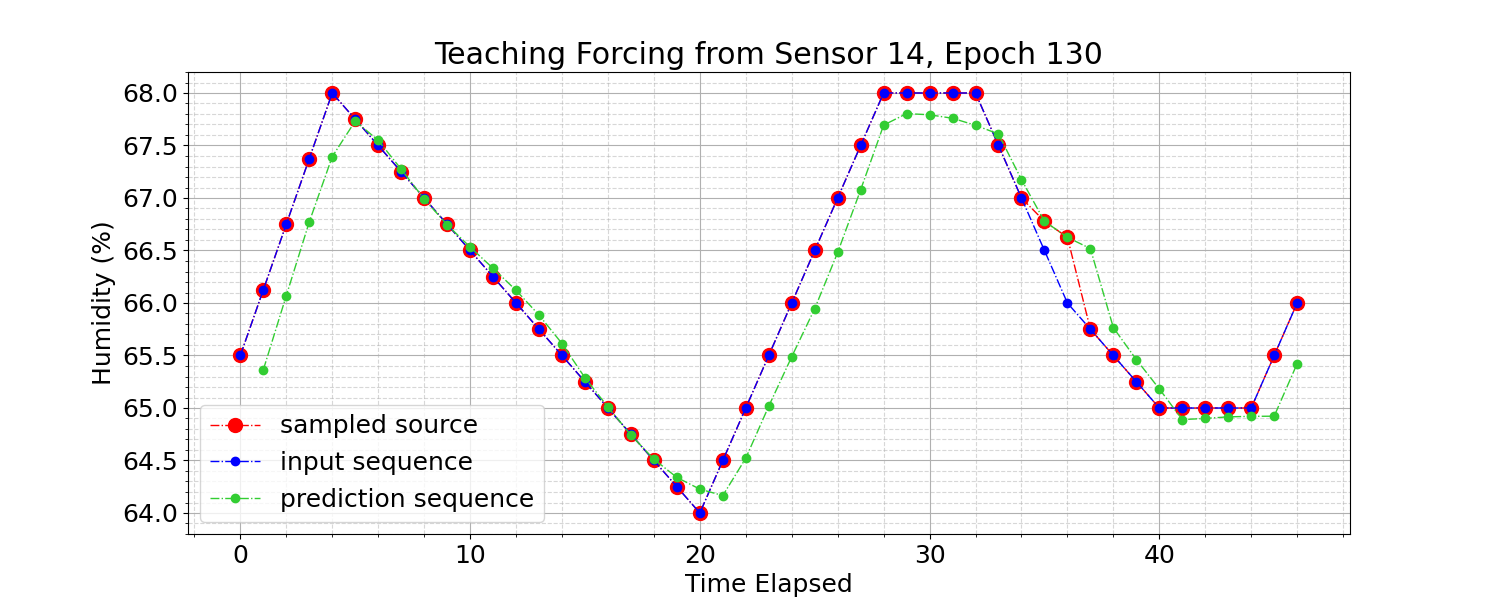 Teaching Forcing from Sensor 14, Epoch 130
Humidity (%)
68.0
67.5
67.0
66.5
66.0
65.5
65.0
64.5
64.0
sampled source
input sequence
prediction sequence
0 10 20 30 40
Time Elapsed